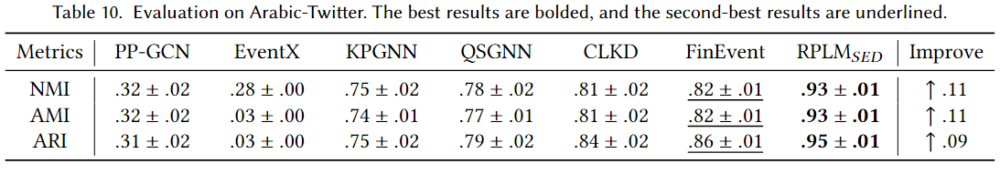 Table 10. Evaluation on Arabic-Twitter. The best results are bolded, and the second-best results are underlined.
Metrics PP-GCN EventX KPGNN QSGNN CLKD FinEvent RPLM_SED Improve
NMI .32 ± .02 .28 ± .00 .75 ± .02 .78 ± .02 .81 ± .02 .82 ± .01 .93 ± .01 ↑ .11
AMI .32 ± .02 .03 ± .00 .74 ± .01 .77 ± .01 .81 ± .02 .82 ± .01 .93 ± .01 ↑ .11
ARI .31 ± .02 .03 ± .00 .75 ± .02 .79 ± .02 .84 ± .02 .86 ± .01 .95 ± .01 ↑ .09